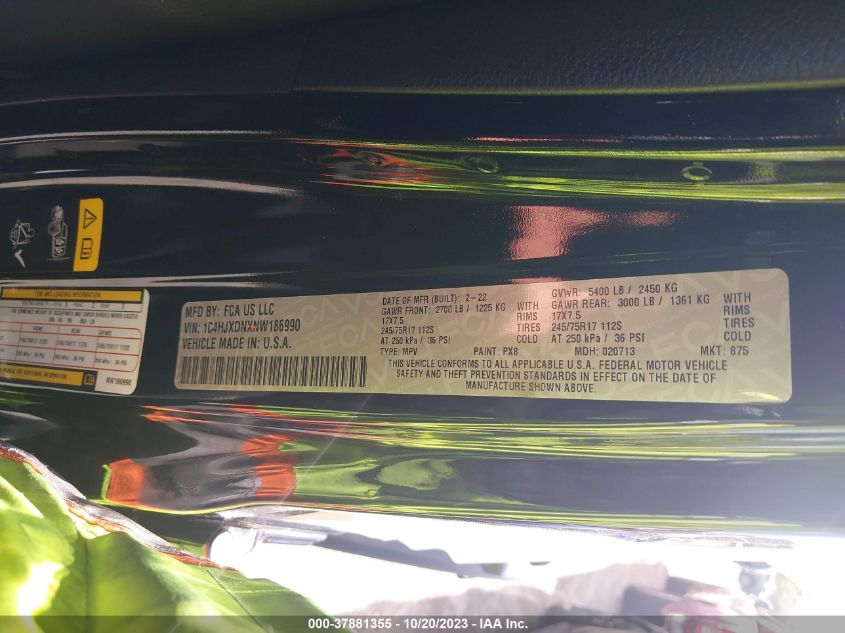 MFD BY: FCA US LLC
VIN: 1C4HJXDNXNW186990
VEHICLE MADE IN: U.S.A.
DATE OF MFR (BUILT): 2-22
GAWR FRONT: 2700 LB / 1225 KG WITH
17X7.5 RIMS
245/75R17 112S TIRES
AT 250 kPa / 36 PSI COLD
TYPE: MPV PAINT: PX8
GVWR: 5400 LB / 2450 KG
GAWR REAR: 3000 LB / 1361 KG WITH
17X7.5 RIMS
245/75R17 112S TIRES
AT 250 kPa / 36 PSI COLD
MDH: 020713 MKT: 875
THIS VEHICLE CONFORMS TO ALL APPLICABLE U.S.A. FEDERAL MOTOR VEHICLE
SAFETY AND THEFT PREVENTION STANDARDS IN EFFECT ON THE DATE OF
MANUFACTURE SHOWN ABOVE.
TIRE AND LOADING INFORMATION
NW186990
000-37881355 - 10/20/2023 - IAA Inc.